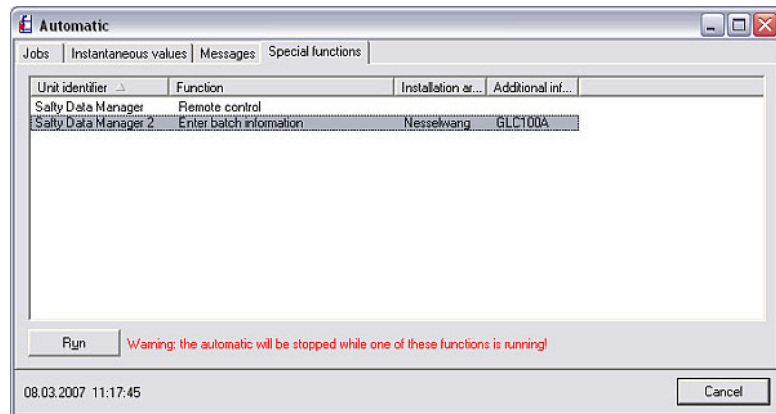 Automatic
Jobs Instantaneous values Messages Special functions
Unit identifier Function Installation ar... Additional inf...
Salty Data Manager Remote control
Salty Data Manager 2 Enter batch information Nesselwang GLC100A
Run Warning: the automatic will be stopped while one of these functions is running!
08.03.2007 11:17:45 Cancel